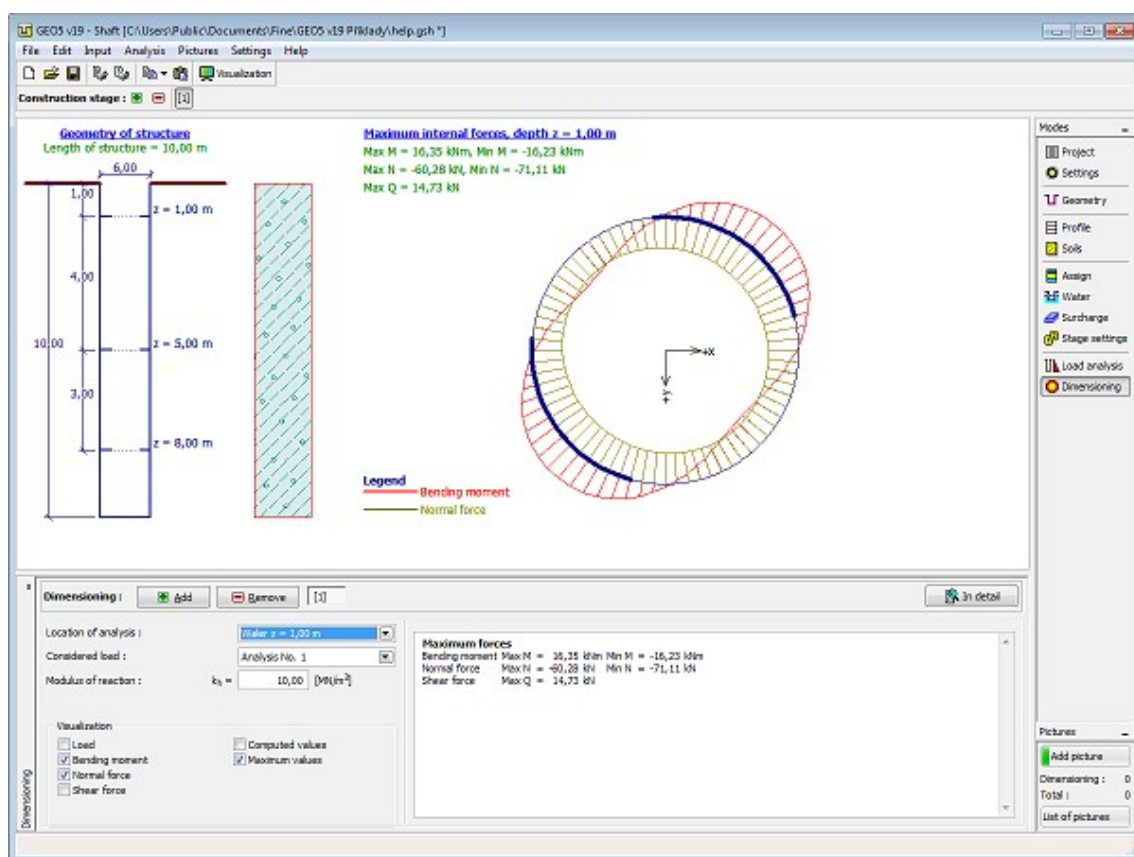 GEO5 v19 - Shaft [C:\Users\Public\Documents\Fine\GEO5 v19 Příklady\help.gsh *]
File Edit Input Analysis Pictures Settings Help
Visualization
Construction stage : [1]
Geometry of structure
Length of structure = 10,00 m
6,00
1,00
z = 1,00 m
4,00
10,00
z = 5,00 m
3,00
z = 8,00 m
Maximum internal forces, depth z = 1,00 m
Max M = 16,35 kNm, Min M = -16,23 kNm
Max N = -60,28 kN, Min N = -71,11 kN
Max Q = 14,73 kN
+x
+y
Legend
Bending moment
Normal force
Modes
Project
Settings
Geometry
Profile
Soils
Assign
Water
Surcharge
Stage settings
Load analysis
Dimensioning
Dimensioning
Dimensioning : Add Remove [1] In detail
Location of analysis : Waler z = 1,00 m
Considered load : Analysis No. 1
Modulus of reaction : kh = 10,00 [MN/m³]
Visualization
Load
Bending moment
Normal force
Shear force
Computed values
Maximum values
Maximum forces
Bending moment Max M = 16,35 kNm Min M = -16,23 kNm
Normal force Max N = -60,28 kN Min N = -71,11 kN
Shear force Max Q = 14,73 kN
Pictures
Add picture
Dimensioning : 0
Total : 0
List of pictures